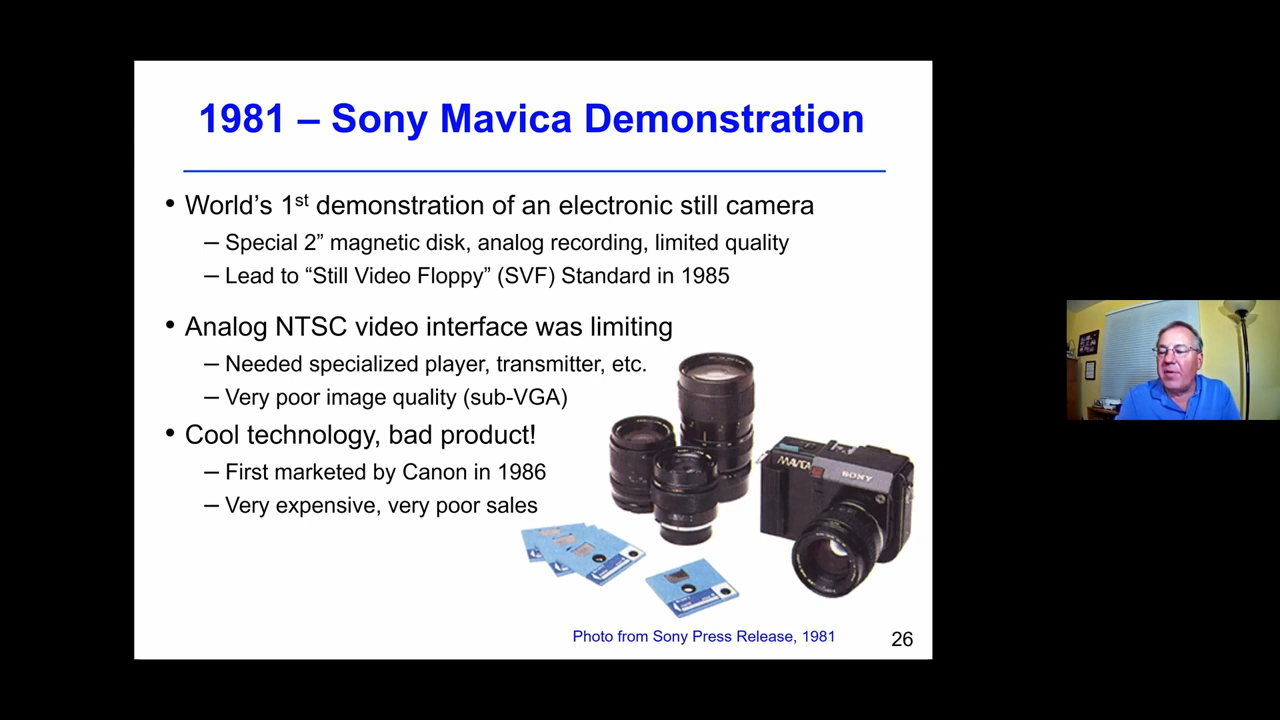 1981 – Sony Mavica Demonstration
• World’s 1st demonstration of an electronic still camera
– Special 2” magnetic disk, analog recording, limited quality
– Lead to “Still Video Floppy” (SVF) Standard in 1985
• Analog NTSC video interface was limiting
– Needed specialized player, transmitter, etc.
– Very poor image quality (sub-VGA)
• Cool technology, bad product!
– First marketed by Canon in 1986
– Very expensive, very poor sales
MAVICA
SONY
Photo from Sony Press Release, 1981
26